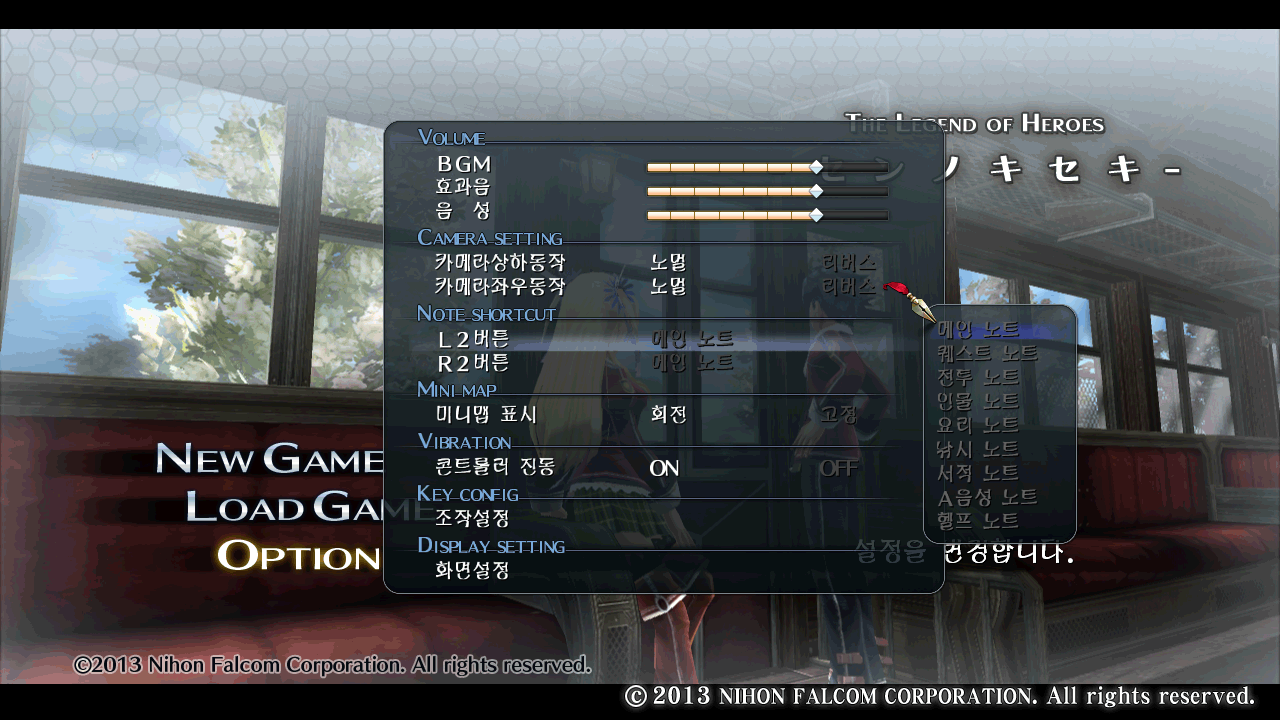 THE LEGEND OF HEROES
センノキセキ-
VOLUME
BGM
효과음
음 성
CAMERA SETTING
카메라상하동작 노멀 리버스
카메라좌우동작 노멀 리버스
NOTE SHORTCUT
L2버튼 메인 노트
R2버튼 메인 노트
MINI MAP
미니맵 표시 회전 고정
VIBRATION
콘트롤러 진동 ON OFF
KEY CONFIG
조작설정
DISPLAY SETTING
화면설정
메인 노트
퀘스트 노트
전투 노트
인물 노트
요리 노트
낚시 노트
서적 노트
A음성 노트
헬프 노트
NEW GAME
LOAD GAME
OPTION
설정을 변경합니다.
©2013 Nihon Falcom Corporation. All rights reserved.
© 2013 NIHON FALCOM CORPORATION. All rights reserved.